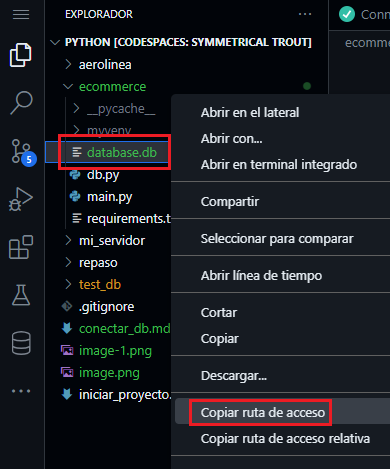 EXPLORADOR
Conn
PYTHON [CODESPACES: SYMMETRICAL TROUT]
ecomme
aerolinea
ecommerce
__pycache__
myvenv
database.db
db.py
main.py
requirements.t
mi_servidor
repaso
test_db
.gitignore
conectar_db.md
image-1.png
image.png
iniciar_proyecto.
5
Abrir en el lateral
Abrir con...
Abrir en terminal integrado
Compartir
Seleccionar para comparar
Abrir línea de tiempo
Cortar
Copiar
Descargar...
Copiar ruta de acceso
Copiar ruta de acceso relativa